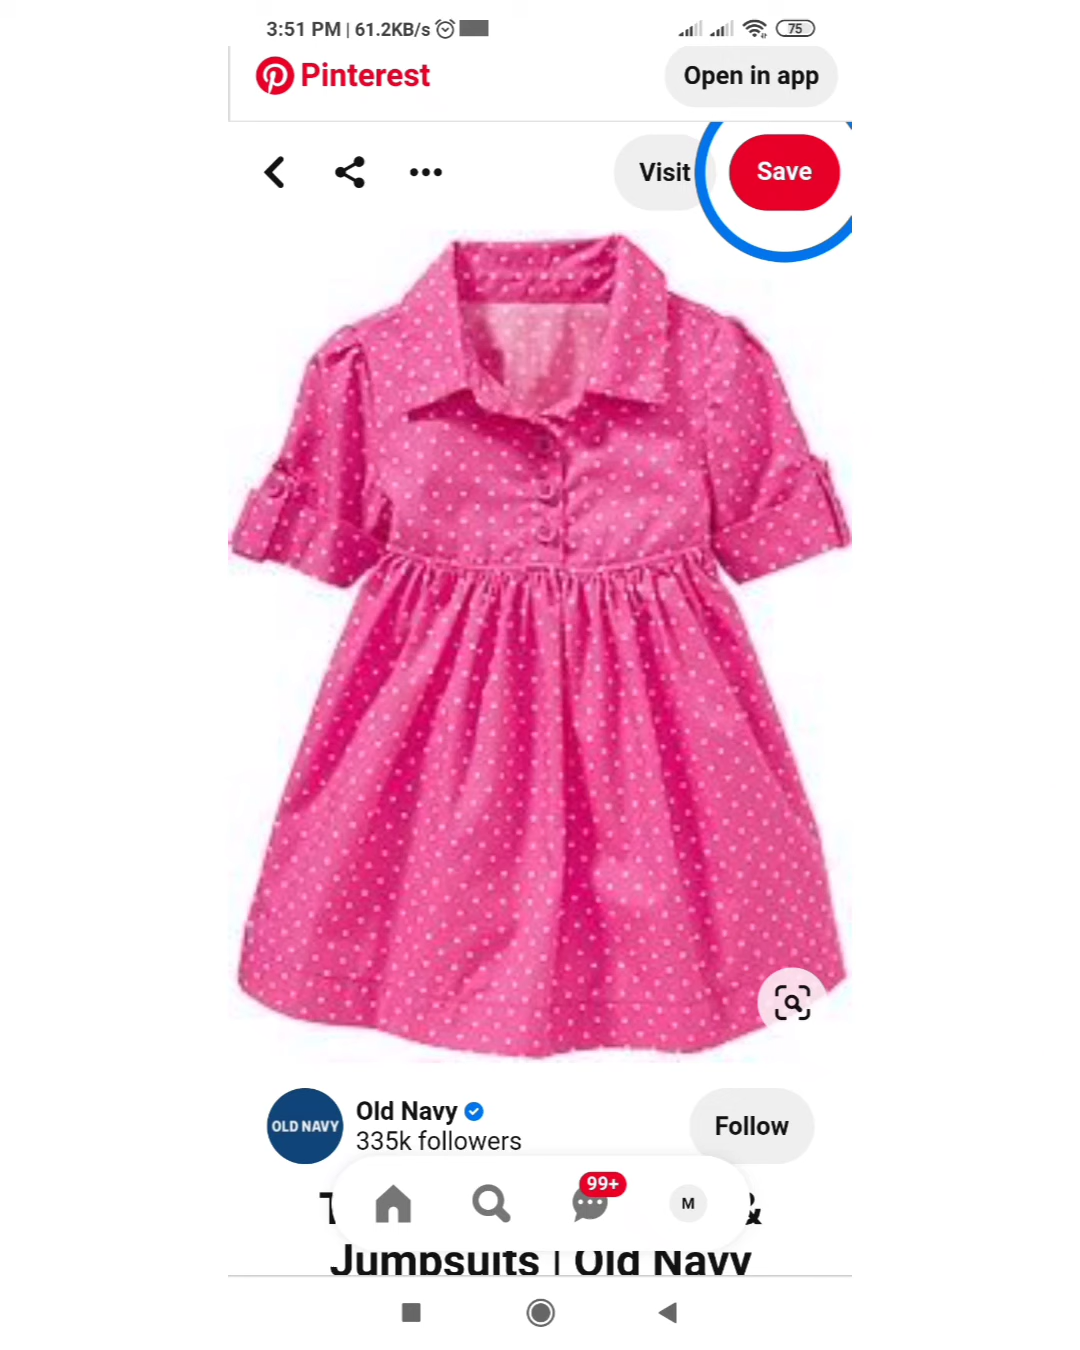 3:51 PM | 61.2KB/s
75
Pinterest
Open in app
Visit
Save
OLD NAVY
Old Navy
335k followers
Follow
99+
M
&
Jumpsuits | Old Navy